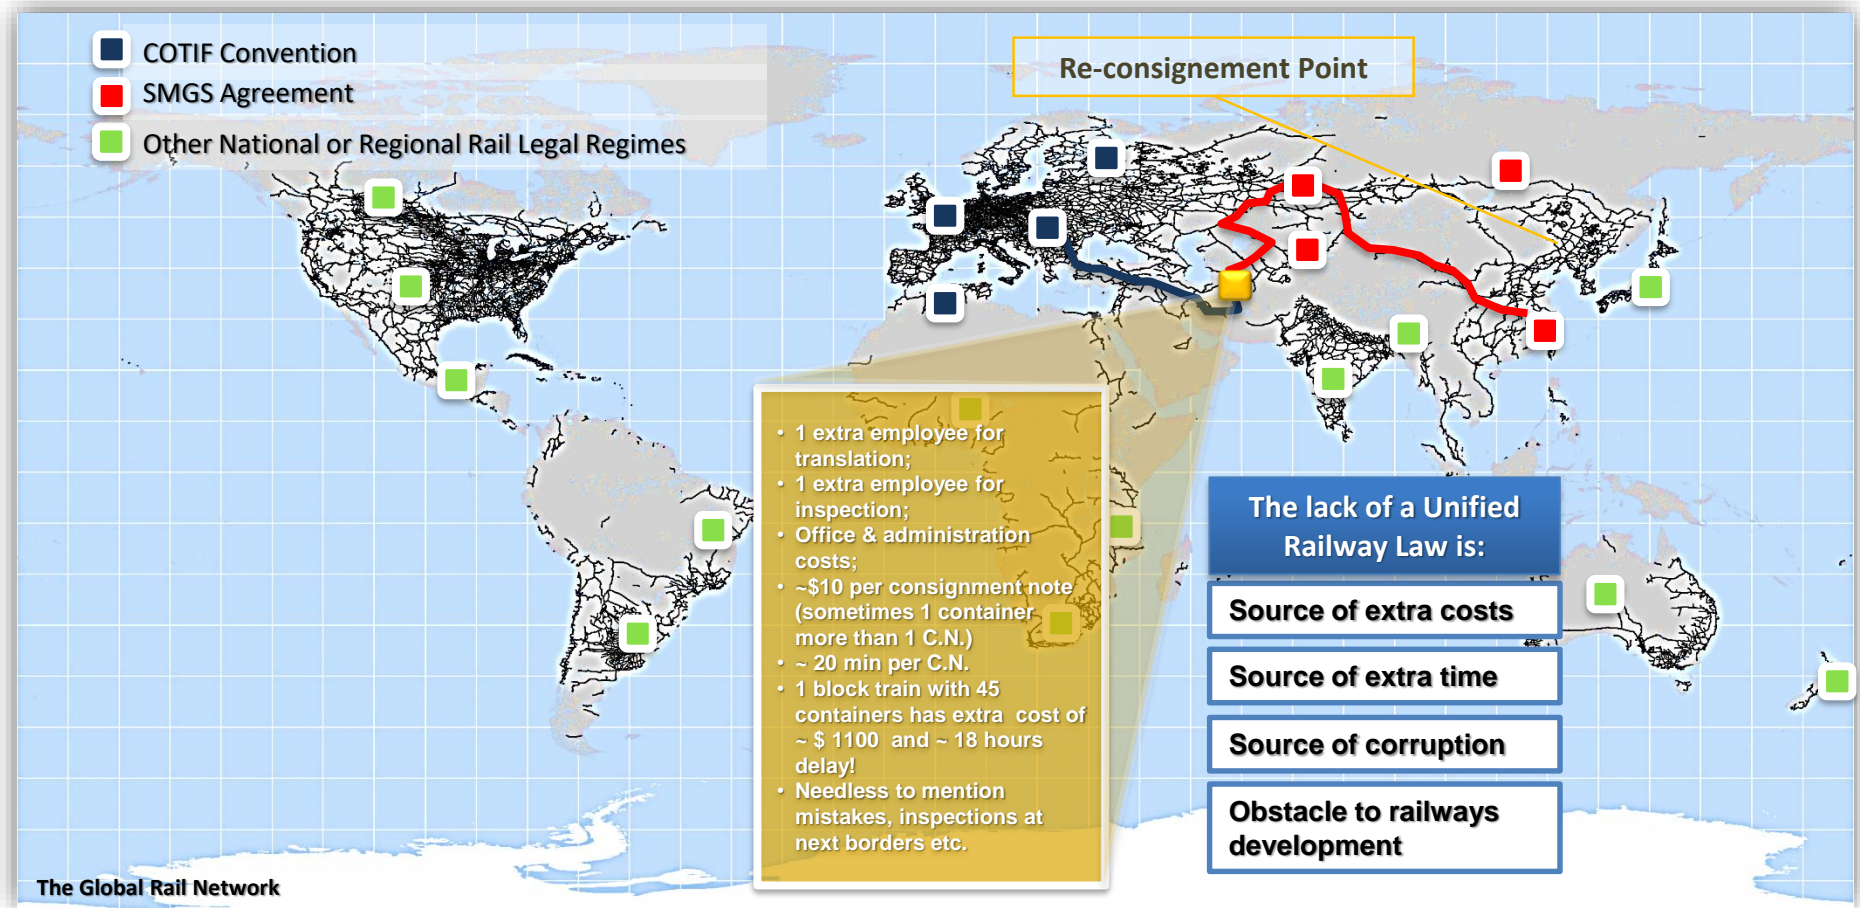 COTIF Convention
SMGS Agreement
Other National or Regional Rail Legal Regimes
Re-consignement Point
• 1 extra employee for
translation;
• 1 extra employee for
inspection;
• Office & administration
costs;
• ~$10 per consignment note
(sometimes 1 container
more than 1 C.N.)
• ~ 20 min per C.N.
• 1 block train with 45
containers has extra cost of
~ $ 1100 and ~ 18 hours
delay!
• Needless to mention
mistakes, inspections at
next borders etc.
The lack of a Unified
Railway Law is:
Source of extra costs
Source of extra time
Source of corruption
Obstacle to railways
development
The Global Rail Network